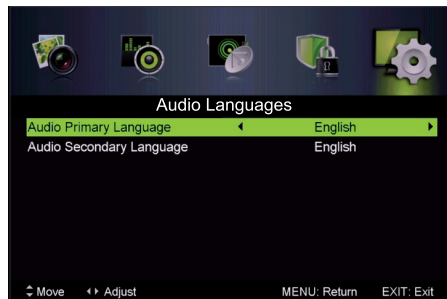 Audio Languages
Audio Primary Language English
Audio Secondary Language English
Move Adjust MENU: Return EXIT: Exit